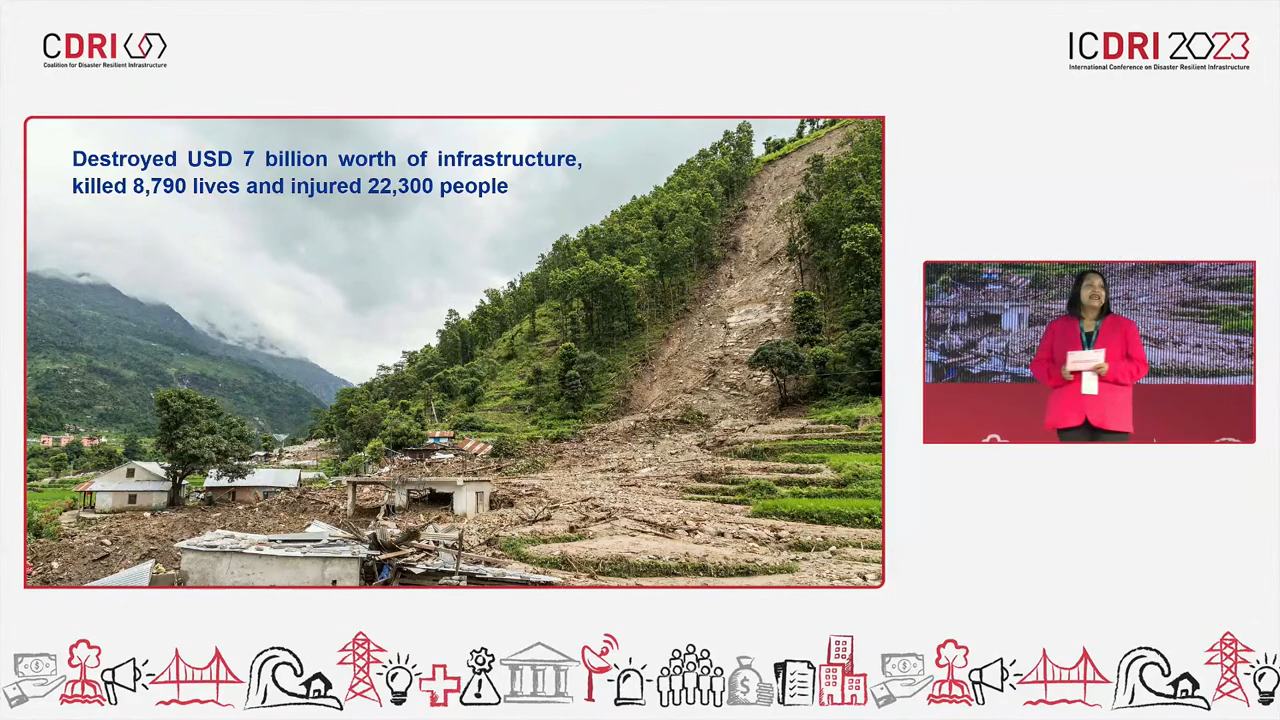 CDRI
Coalition for Disaster Resilient Infrastructure
ICDRI 2023
International Conference on Disaster Resilient Infrastructure
Destroyed USD 7 billion worth of infrastructure,
killed 8,790 lives and injured 22,300 people